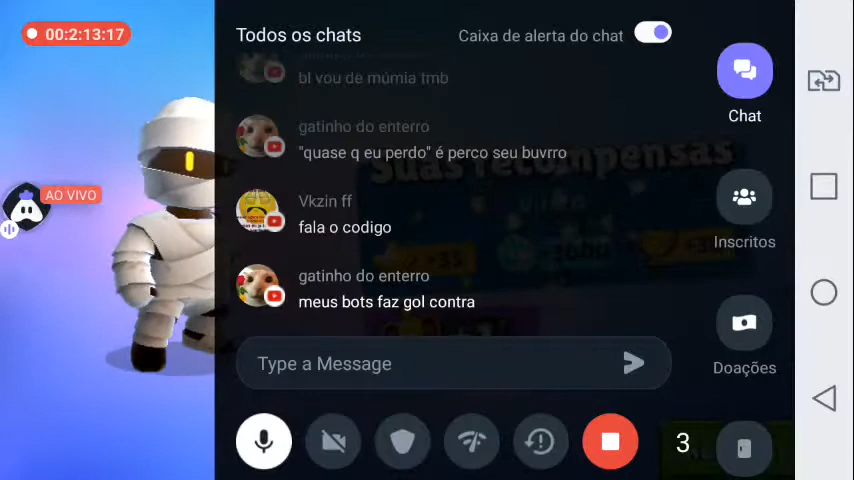 00:2:13:17
Todos os chats
Caixa de alerta do chat
bl vou de múmia tmb
Chat
gatinho do enterro
"quase q eu perdo" é perco seu buvrro
Suas recompensas
AO VIVO
Vkzin ff
fala o codigo
Inscritos
gatinho do enterro
meus bots faz gol contra
Type a Message
Doações
3